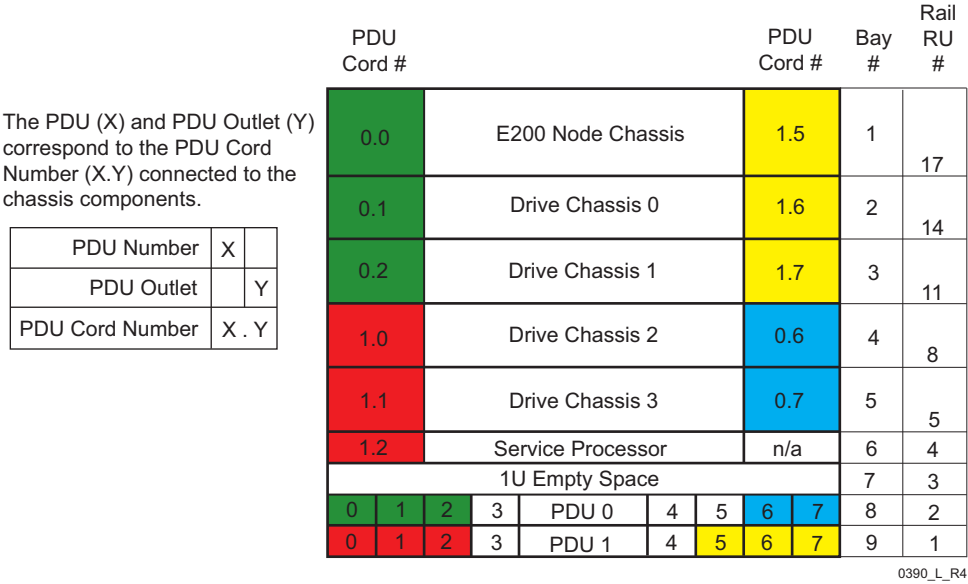 Rail
PDU PDU Bay RU
Cord # Cord # # #
The PDU (X) and PDU Outlet (Y)
correspond to the PDU Cord
Number (X.Y) connected to the
chassis components.
PDU Number X
PDU Outlet Y
PDU Cord Number X . Y
0.0 E200 Node Chassis 1.5 1 17
0.1 Drive Chassis 0 1.6 2 14
0.2 Drive Chassis 1 1.7 3 11
1.0 Drive Chassis 2 0.6 4 8
1.1 Drive Chassis 3 0.7 5 5
1.2 Service Processor n/a 6 4
1U Empty Space 7 3
0 1 2 3 PDU 0 4 5 6 7 8 2
0 1 2 3 PDU 1 4 5 6 7 9 1
0390_L_R4